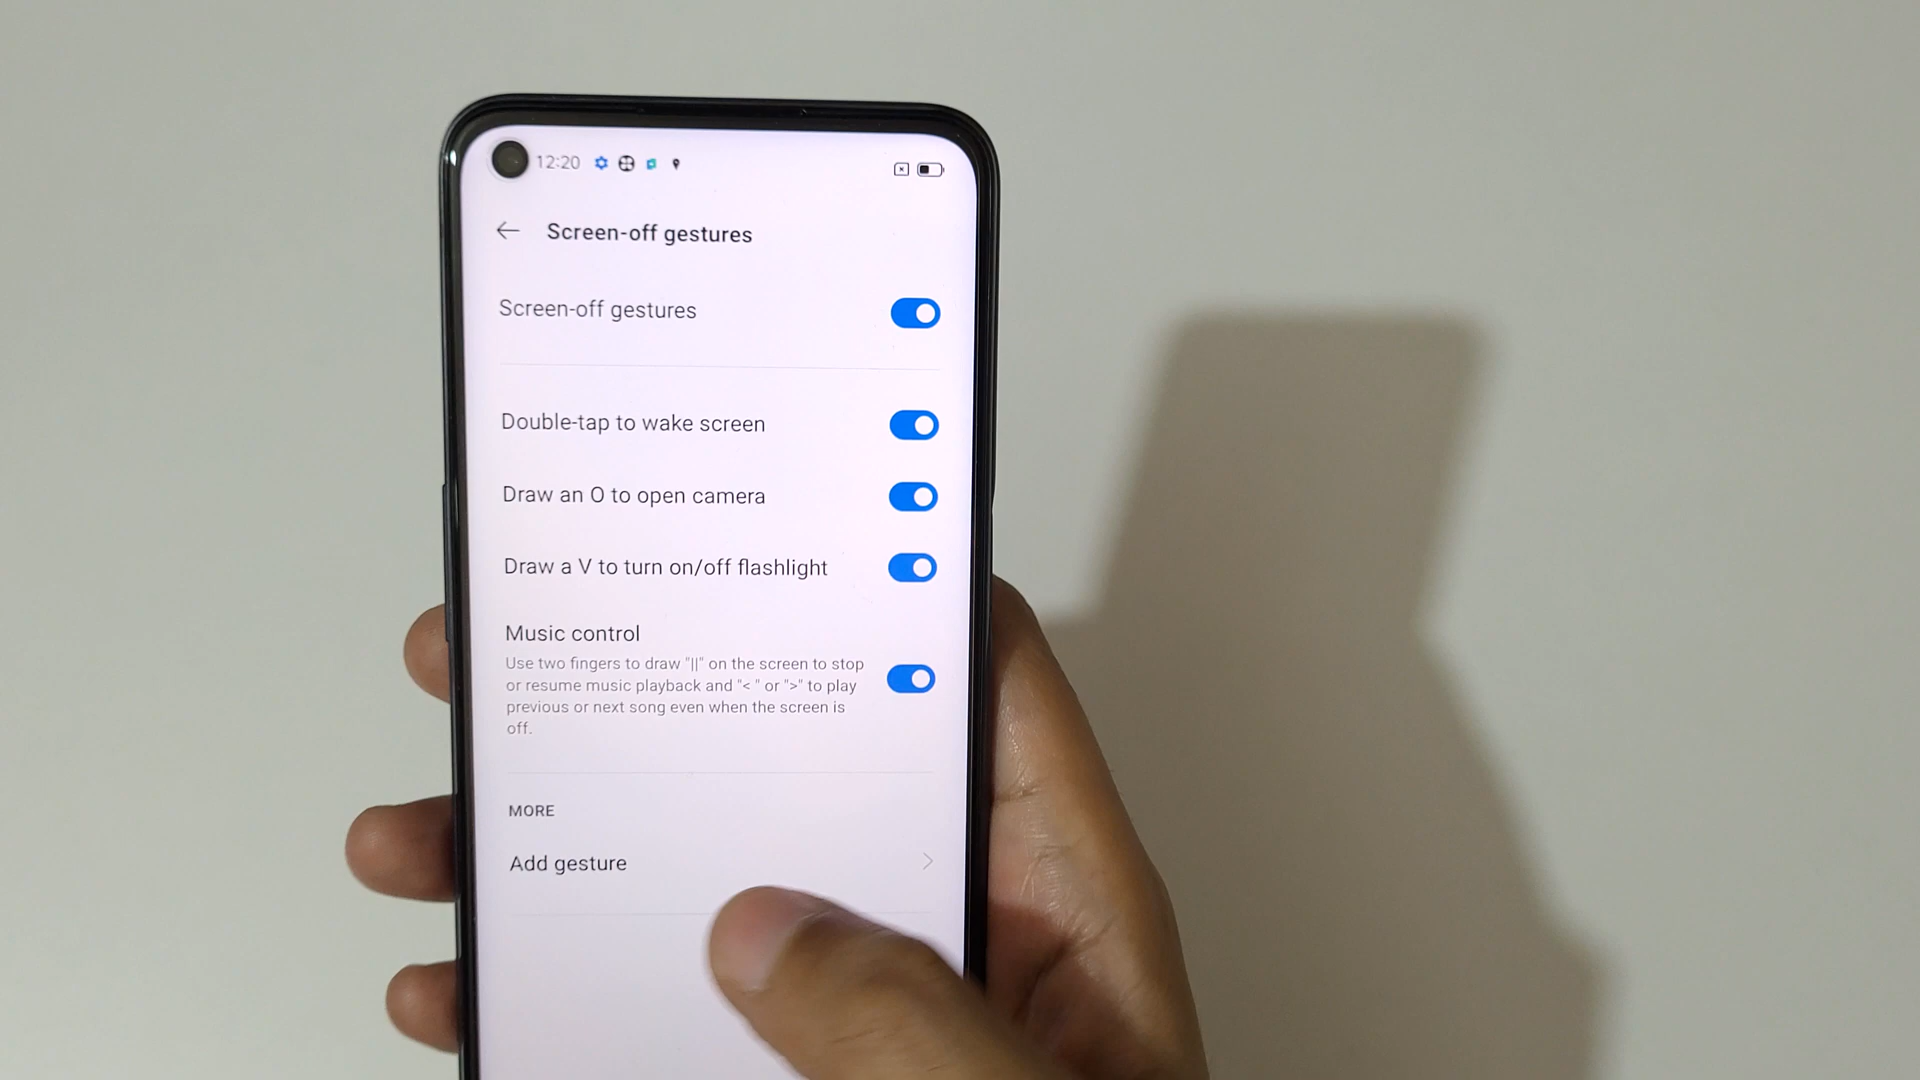 12:20
Screen-off gestures
Screen-off gestures
Double-tap to wake screen
Draw an O to open camera
Draw a V to turn on/off flashlight
Music control
Use two fingers to draw "||" on the screen to stop
or resume music playback and "< " or ">" to play
previous or next song even when the screen is
off.
MORE
Add gesture